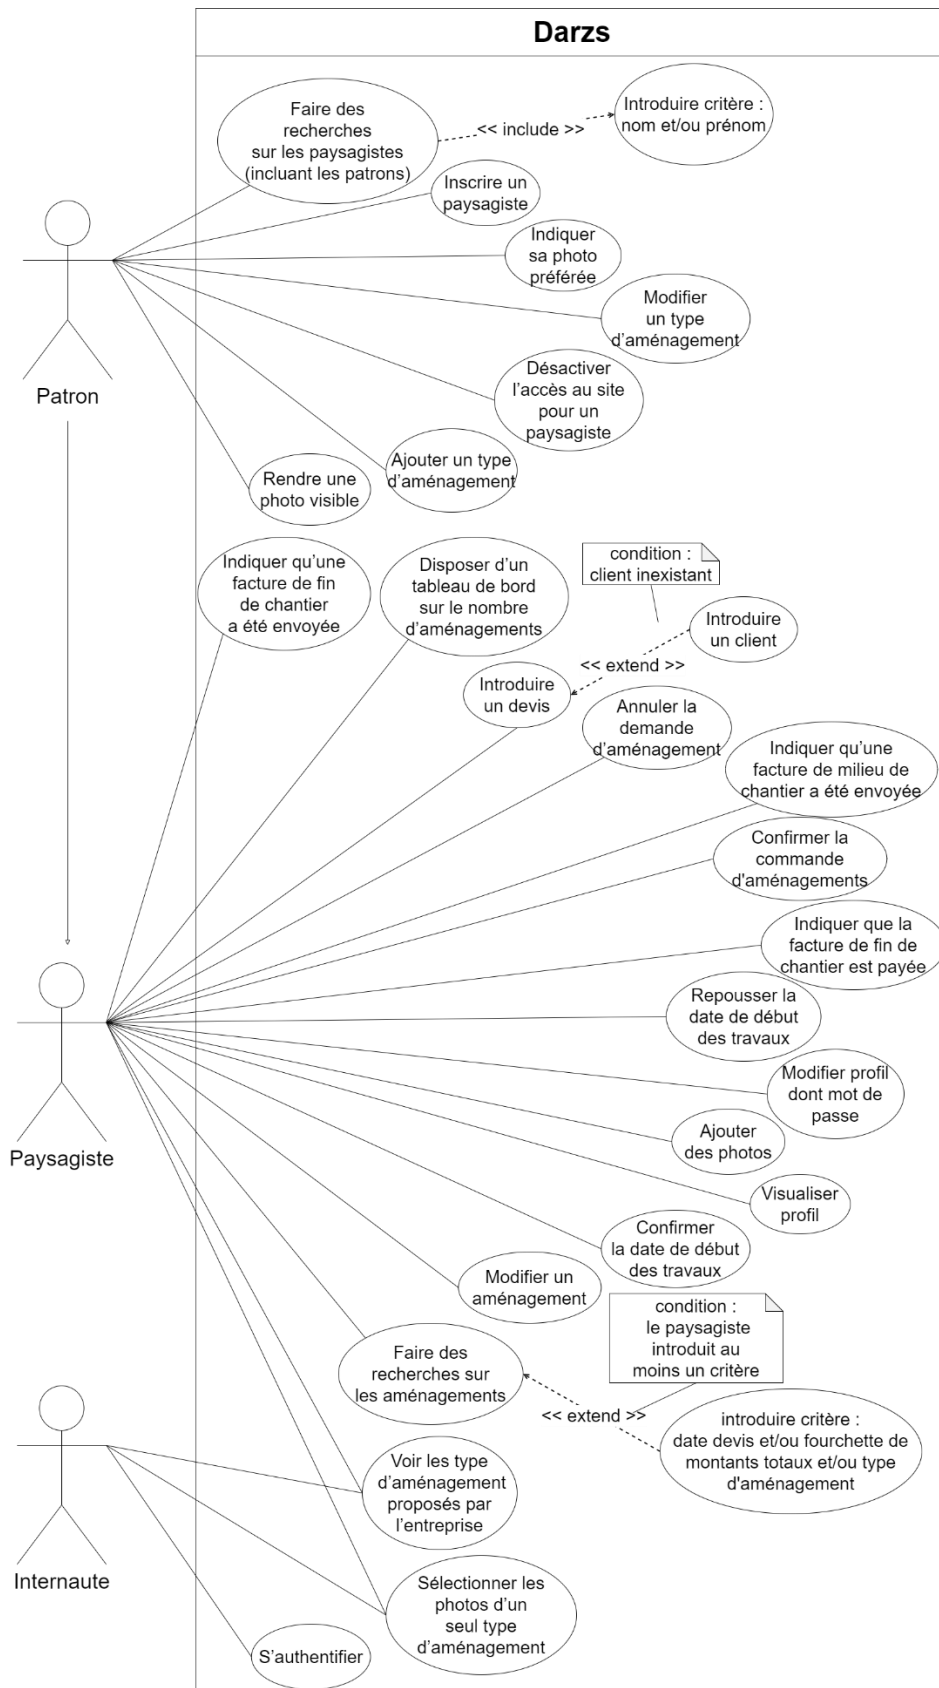 Darzs
Faire des
recherches
sur les paysagistes
(incluant les patrons)
<< include >>
Introduire critère :
nom et/ou prénom
Inscrire un
paysagiste
Indiquer
sa photo
préférée
Modifier
un type
d'aménagement
Désactiver
l'accès au site
pour un
paysagiste
Patron
Ajouter un type
d'aménagement
Rendre une
photo visible
Indiquer qu'une
facture de fin
de chantier
a été envoyée
Disposer d'un
tableau de bord
sur le nombre
d'aménagements
condition :
client inexistant
Introduire
un client
<< extend >>
Introduire
un devis
Annuler la
demande
d'aménagement
Indiquer qu'une
facture de milieu de
chantier a été envoyée
Confirmer la
commande
d'aménagements
Indiquer que la
facture de fin de
chantier est payée
Repousser la
date de début
des travaux
Modifier profil
dont mot de
passe
Ajouter
des photos
Paysagiste
Visualiser
profil
Confirmer
la date de début
des travaux
Modifier un
aménagement
condition :
le paysagiste
introduit au
moins un critère
Faire des
recherches sur
les aménagements
<< extend >>
introduire critère :
date devis et/ou fourchette de
montants totaux et/ou type
d'aménagement
Voir les type
d'aménagement
proposés par
l'entreprise
Internaute
Sélectionner les
photos d'un
seul type
d'aménagement
S'authentifier